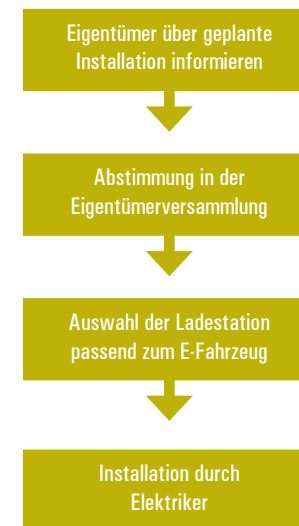 Eigentümer über geplante
Installation informieren
Abstimmung in der
Eigentümerversammlung
Auswahl der Ladestation
passend zum E-Fahrzeug
Installation durch
Elektriker